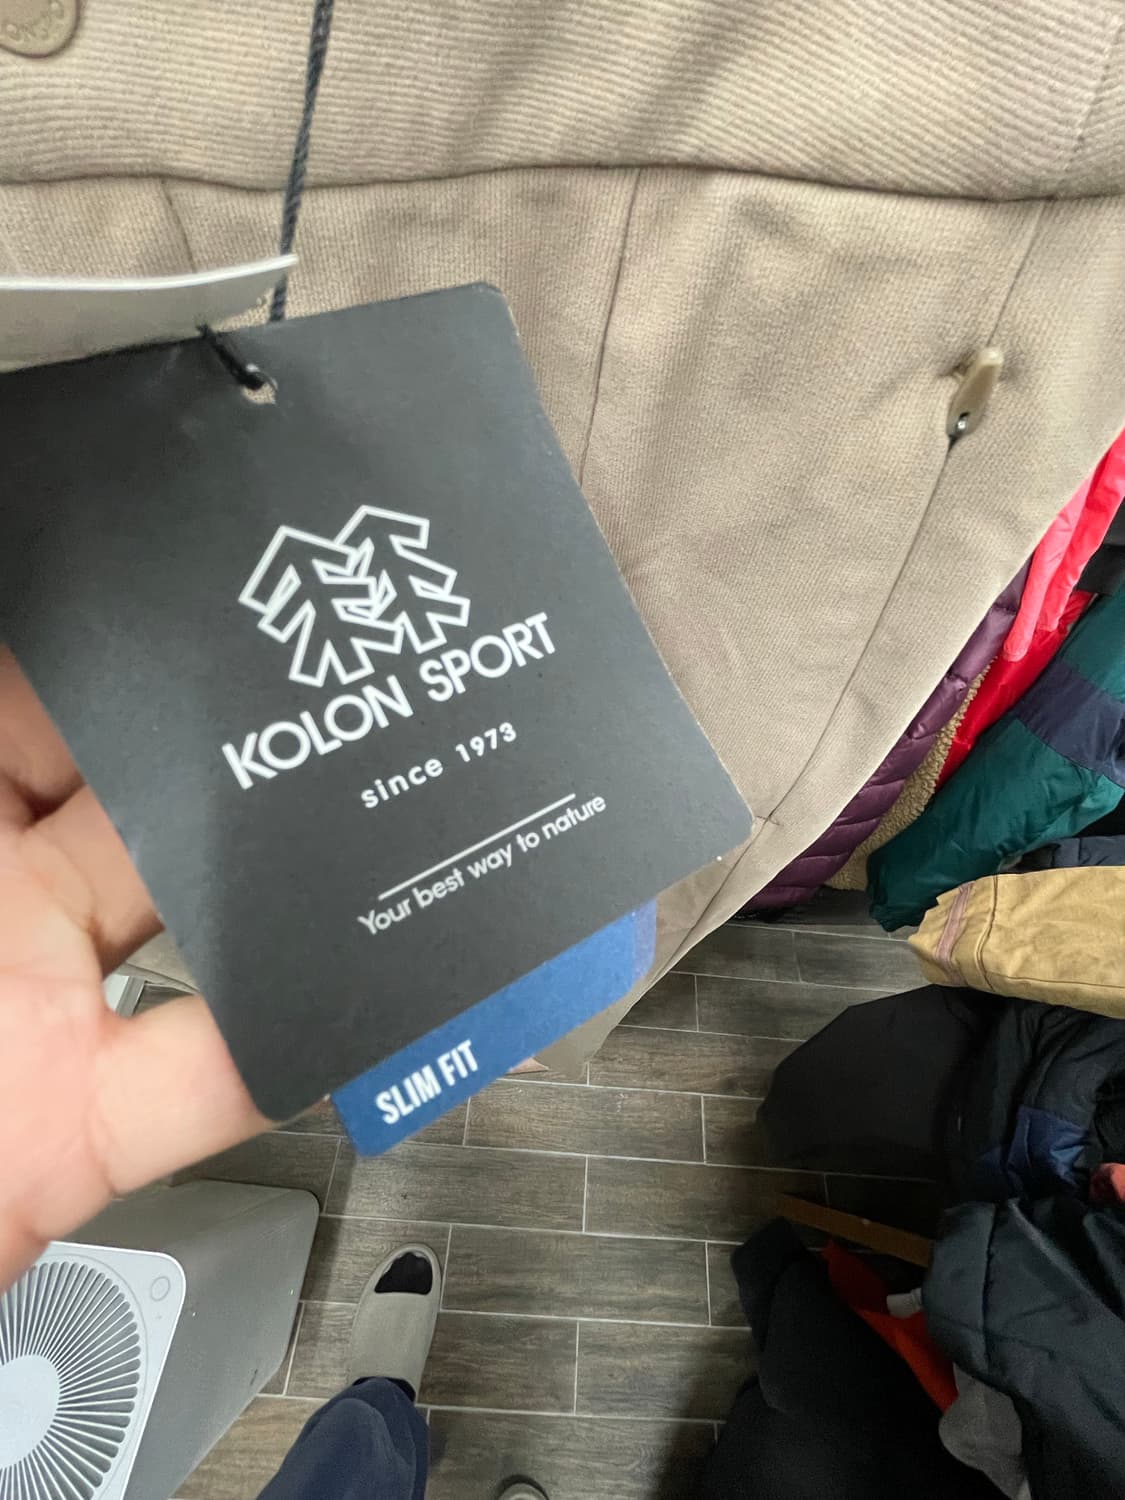 KOLON SPORT
since 1973
Your best way to nature
SLIM FIT